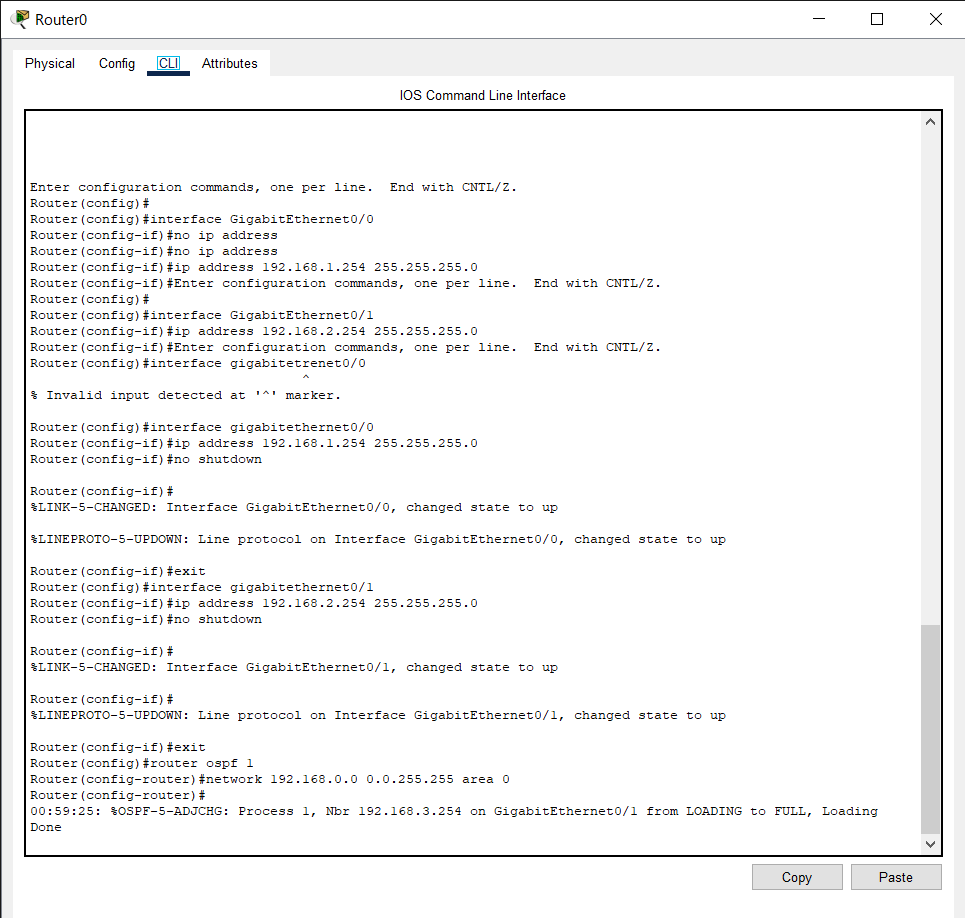 Router0
Physical Config CLI Attributes
IOS Command Line Interface
Enter configuration commands, one per line.  End with CNTL/Z.
Router(config)#
Router(config)#interface GigabitEthernet0/0
Router(config-if)#no ip address
Router(config-if)#no ip address
Router(config-if)#ip address 192.168.1.254 255.255.255.0
Router(config-if)#Enter configuration commands, one per line.  End with CNTL/Z.
Router(config)#
Router(config)#interface GigabitEthernet0/1
Router(config-if)#ip address 192.168.2.254 255.255.255.0
Router(config-if)#Enter configuration commands, one per line.  End with CNTL/Z.
Router(config)#interface gigabitetrenet0/0
^
% Invalid input detected at '^' marker.
Router(config)#interface gigabitethernet0/0
Router(config-if)#ip address 192.168.1.254 255.255.255.0
Router(config-if)#no shutdown
Router(config-if)#
%LINK-5-CHANGED: Interface GigabitEthernet0/0, changed state to up
%LINEPROTO-5-UPDOWN: Line protocol on Interface GigabitEthernet0/0, changed state to up
Router(config-if)#exit
Router(config)#interface gigabitethernet0/1
Router(config-if)#ip address 192.168.2.254 255.255.255.0
Router(config-if)#no shutdown
Router(config-if)#
%LINK-5-CHANGED: Interface GigabitEthernet0/1, changed state to up
Router(config-if)#
%LINEPROTO-5-UPDOWN: Line protocol on Interface GigabitEthernet0/1, changed state to up
Router(config-if)#exit
Router(config)#router ospf 1
Router(config-router)#network 192.168.0.0 0.0.255.255 area 0
Router(config-router)#
00:59:25: %OSPF-5-ADJCHG: Process 1, Nbr 192.168.3.254 on GigabitEthernet0/1 from LOADING to FULL, Loading
Done
Copy Paste